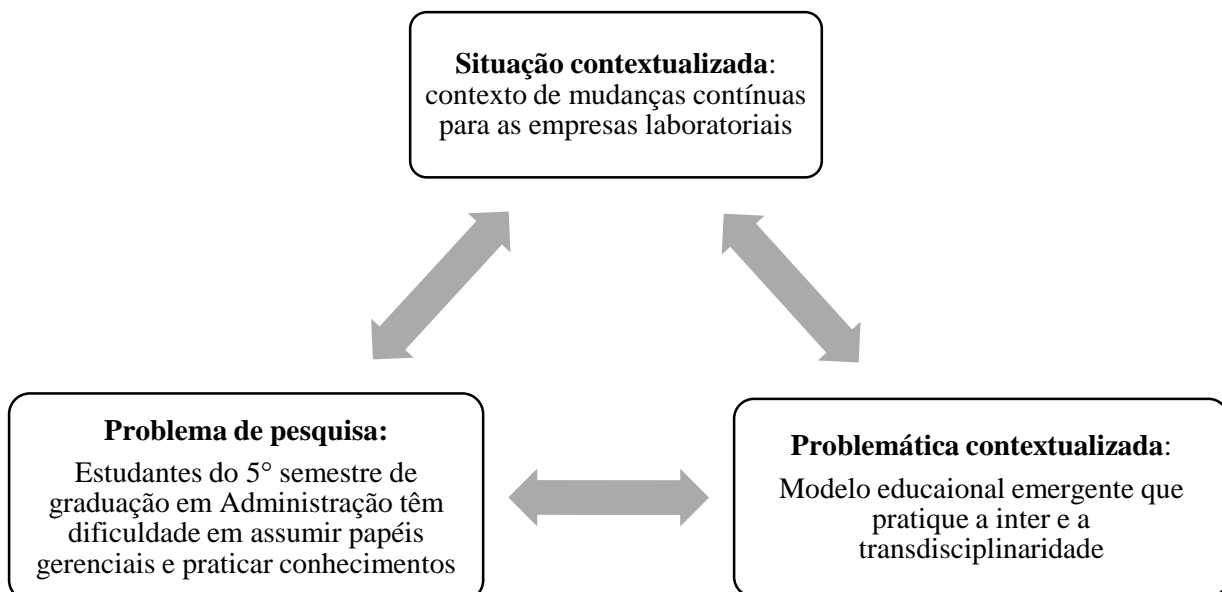 Situação contextualizada:
contexto de mudanças contínuas
para as empresas laboratoriais
Problema de pesquisa:
Estudantes do 5° semestre de
graduação em Administração têm
dificuldade em assumir papéis
gerenciais e praticar conhecimentos
Problemática contextualizada:
Modelo educaional emergente que
pratique a inter e a
transdisciplinaridade